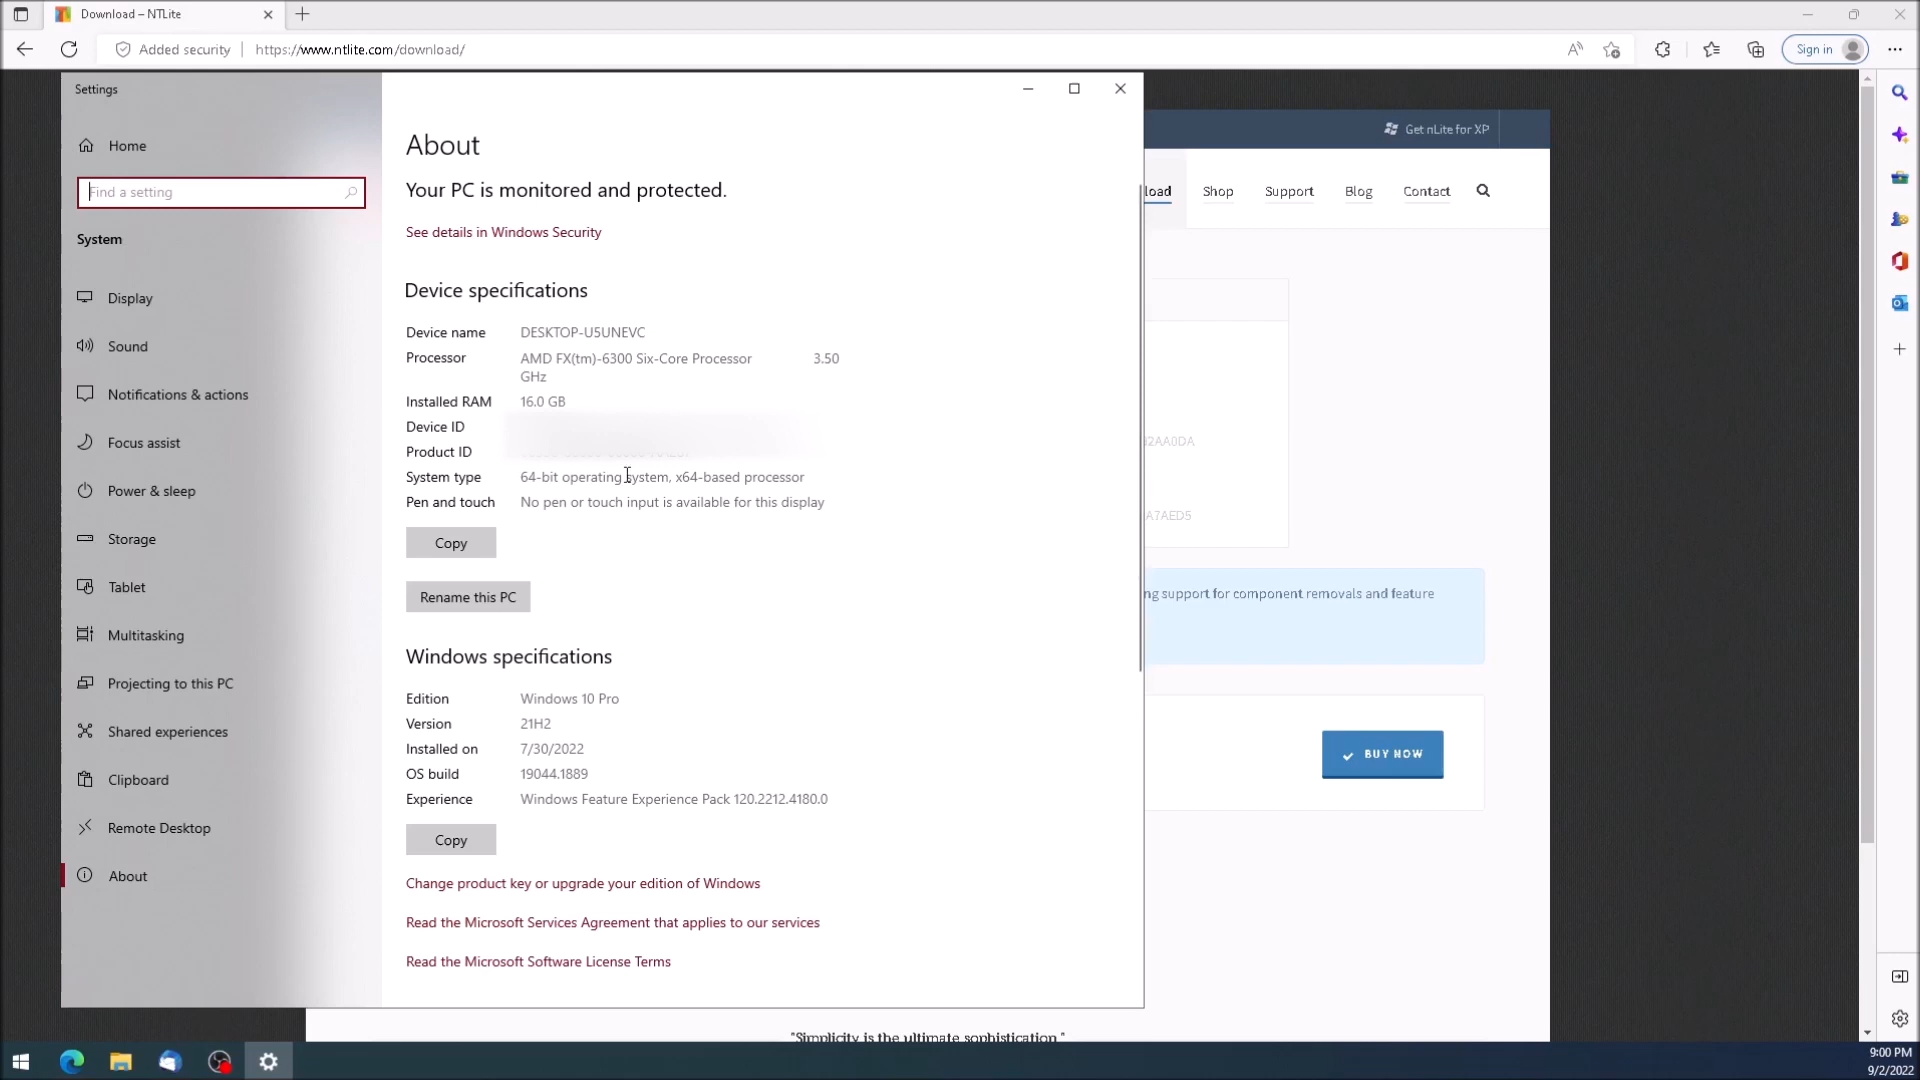 Download – NTLite
Added security
https://www.ntlite.com/download/
Sign in
Settings
Home
Find a setting
System
Display
Sound
Notifications & actions
Focus assist
Power & sleep
Storage
Tablet
Multitasking
Projecting to this PC
Shared experiences
Clipboard
Remote Desktop
About
About
Your PC is monitored and protected.
See details in Windows Security
Device specifications
Device name DESKTOP-U5UNEVC
Processor AMD FX(tm)-6300 Six-Core Processor 3.50
GHz
Installed RAM 16.0 GB
Device ID
Product ID
System type 64-bit operating system, x64-based processor
Pen and touch No pen or touch input is available for this display
Copy
Rename this PC
Windows specifications
Edition Windows 10 Pro
Version 21H2
Installed on 7/30/2022
OS build 19044.1889
Experience Windows Feature Experience Pack 120.2212.4180.0
Copy
Change product key or upgrade your edition of Windows
Read the Microsoft Services Agreement that applies to our services
Read the Microsoft Software License Terms
Get nLite for XP
load Shop Support Blog Contact
2AA0DA
A7AED5
ng support for component removals and feature
BUY NOW
"Simplicity is the ultimate sophistication."
9:00 PM
9/2/2022